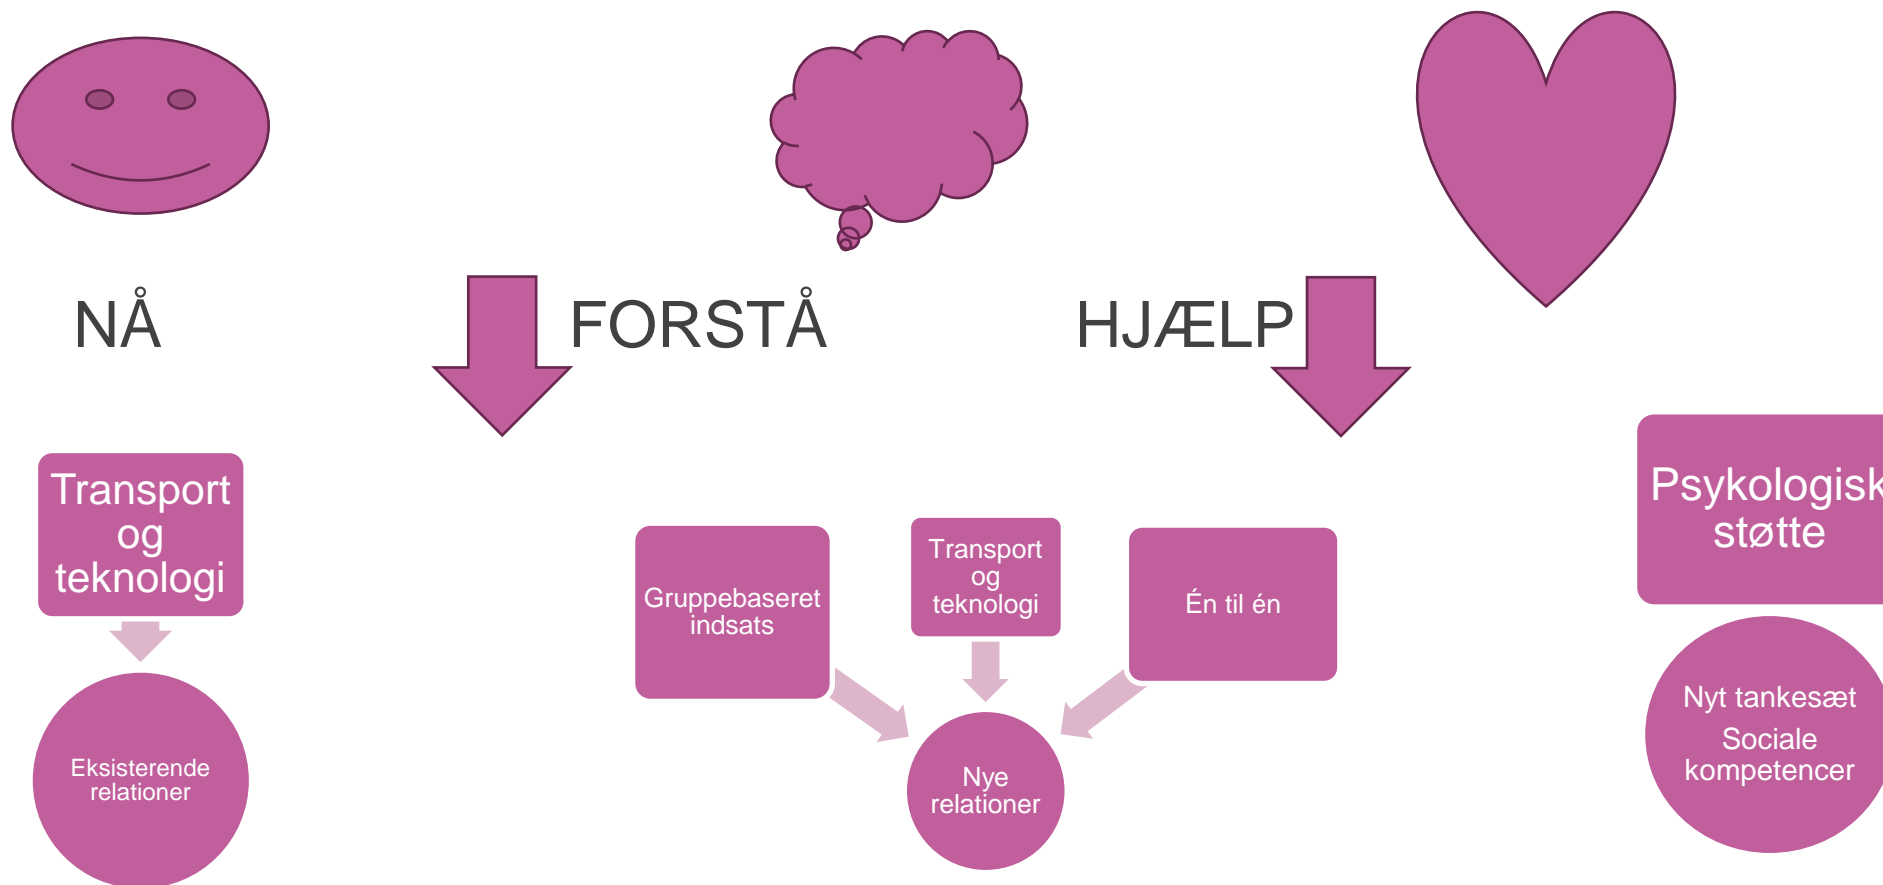 NÅ
FORSTÅ
HJÆLP
Transport
og
teknologi
Eksisterende
relationer
Gruppebaseret
indsats
Transport
og
teknologi
Én til én
Nye
relationer
Psykologisk
støtte
Nyt tankesæt
Sociale
kompetencer